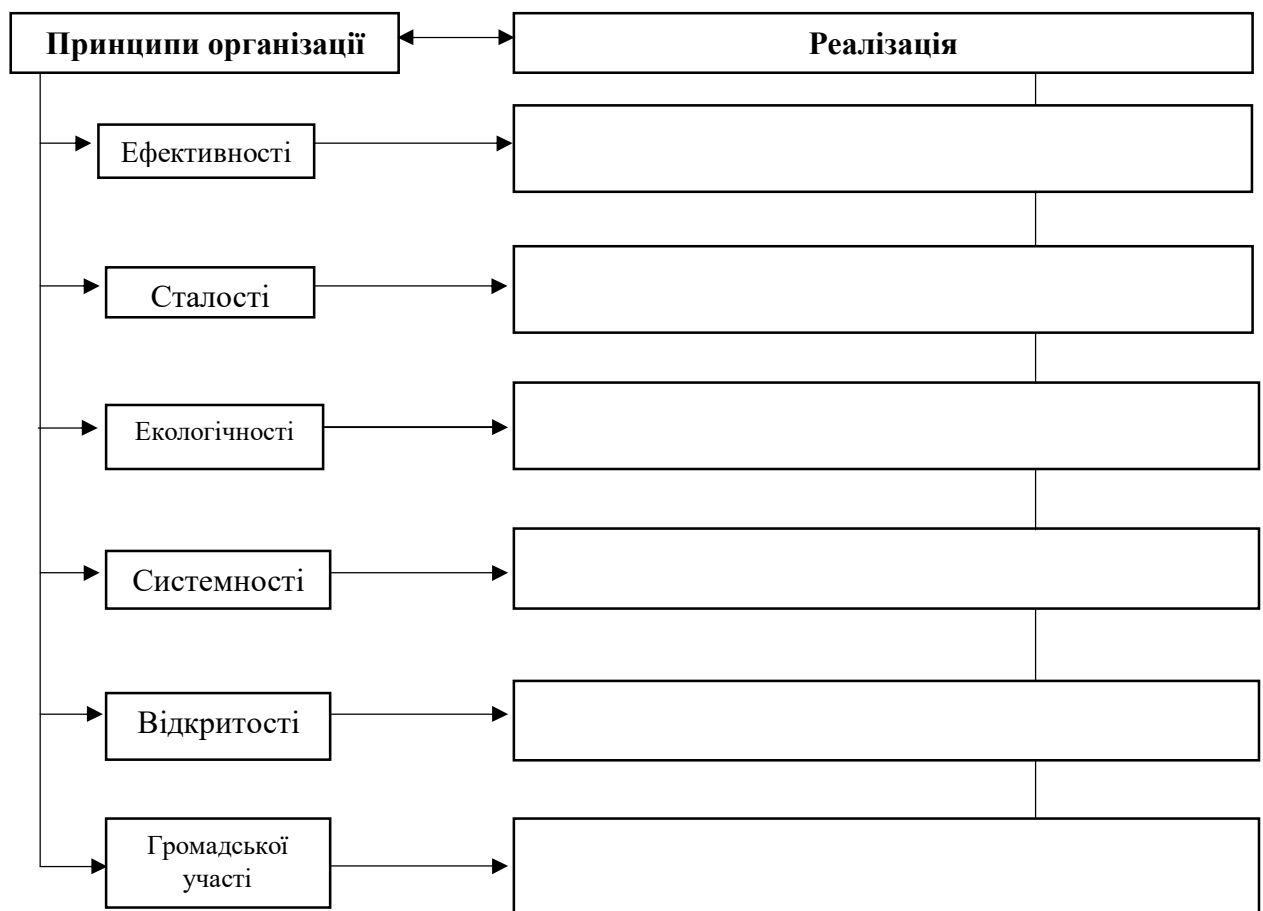 Принципи організації
Реалізація
Ефективності
Сталості
Екологічності
Системності
Відкритості
Громадської
участі